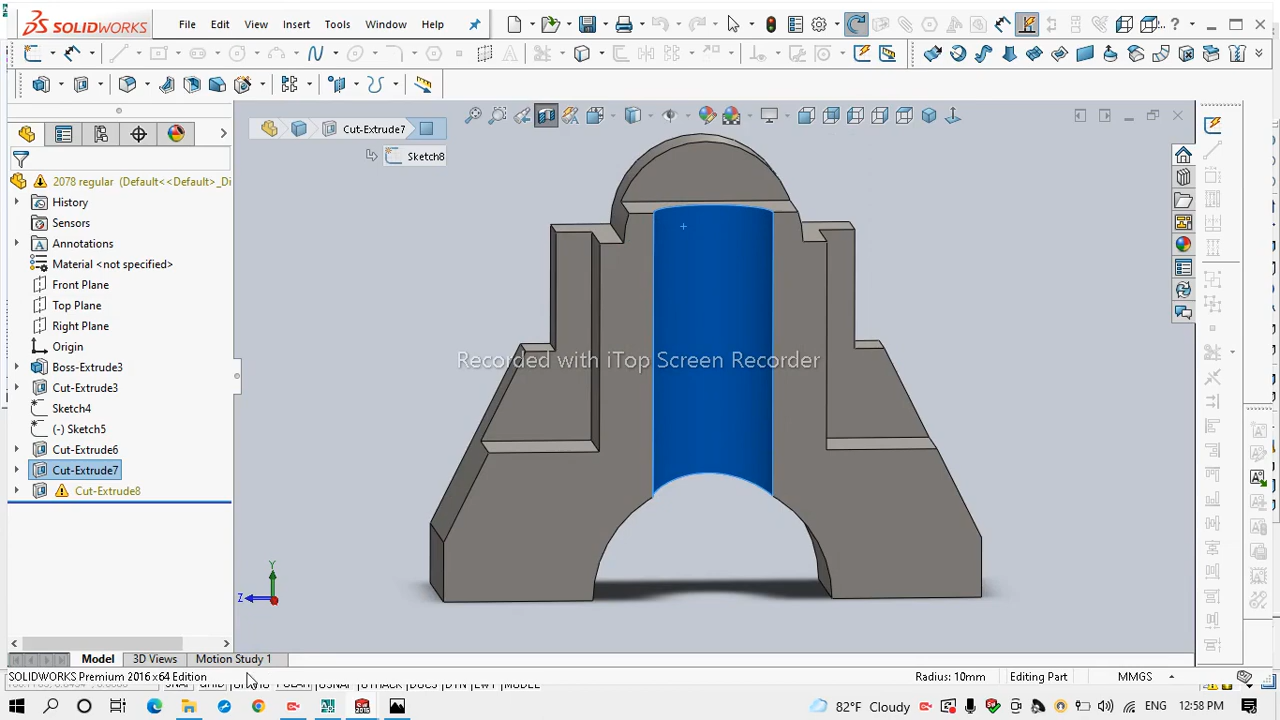 SOLIDWORKS File Edit View Insert Tools Window Help
Cut-Extrude7
Sketch8
2078 regular (Default<<Default>_Di
History
Sensors
Annotations
Material <not specified>
Front Plane
Top Plane
Right Plane
Origin
Boss-Extrude3
Cut-Extrude3
Sketch4
(-) Sketch5
Cut-Extrude6
Cut-Extrude7
Cut-Extrude8
Recorded with iTop Screen Recorder
Y
Z
Model 3D Views Motion Study 1
SOLIDWORKS Premium 2016 x64 Edition Radius: 10mm Editing Part MMGS
82°F Cloudy ENG 12:58 PM